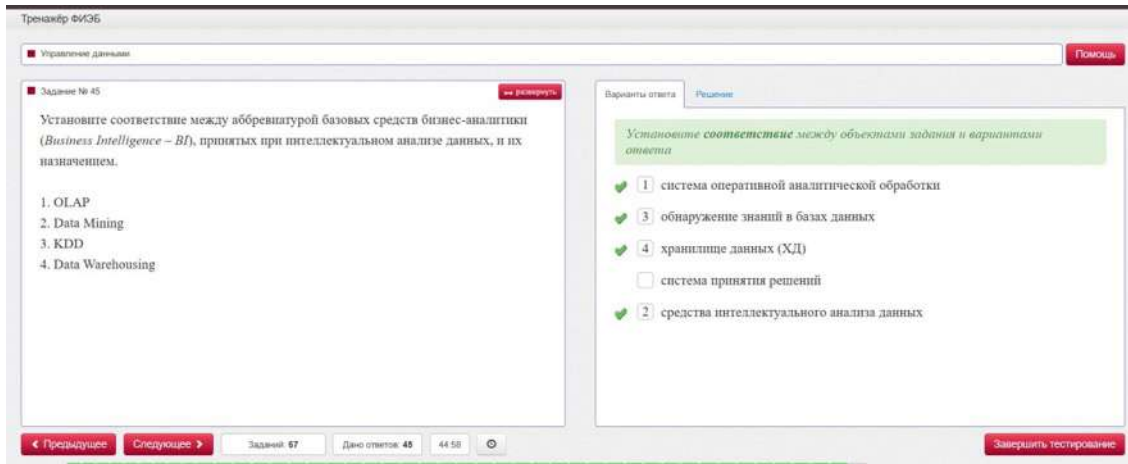 Тренажёр ФИЭБ
Управление данными
Помощь
Задание № 45
развернуть
Установите соответствие между аббревиатурой базовых средств бизнес-аналитики
(Business Intelligence – BI), принятых при интеллектуальном анализе данных, и их
назначением.
1. OLAP
2. Data Mining
3. KDD
4. Data Warehousing
Варианты ответа
Решение
Установите соответствие между объектами задания и вариантами
ответа
1 система оперативной аналитической обработки
3 обнаружение знаний в базах данных
4 хранилище данных (ХД)
система принятия решений
2 средства интеллектуального анализа данных
Предыдущее
Следующее
Заданий: 67
Дано ответов: 45
44:58
Завершить тестирование